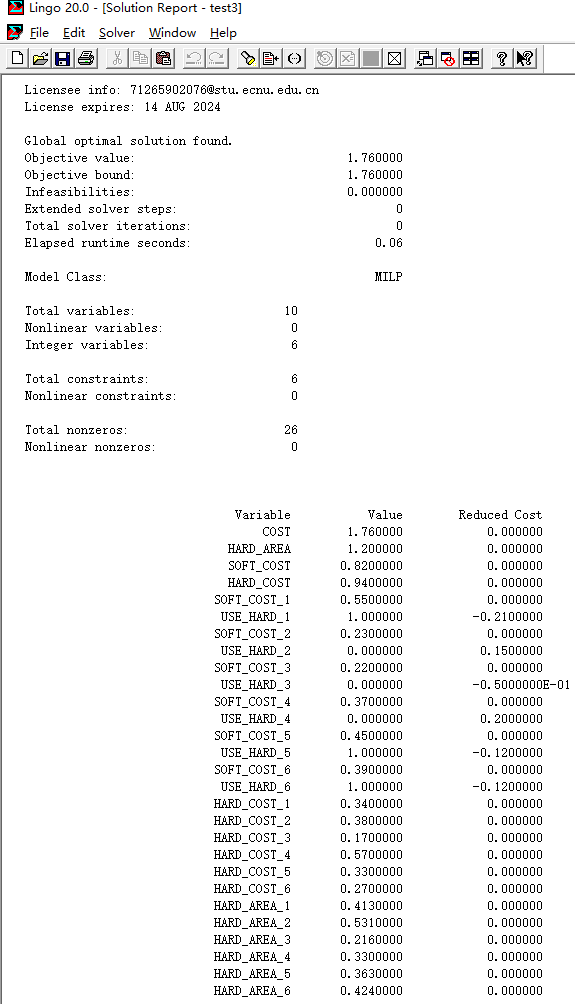 Lingo 20.0 - [Solution Report - test3]
File Edit Solver Window Help
Licensee info: 71265902076@stu.ecnu.edu.cn
License expires: 14 AUG 2024
Global optimal solution found.
Objective value: 1.760000
Objective bound: 1.760000
Infeasibilities: 0.000000
Extended solver steps: 0
Total solver iterations: 0
Elapsed runtime seconds: 0.06
Model Class: MILP
Total variables: 10
Nonlinear variables: 0
Integer variables: 6
Total constraints: 6
Nonlinear constraints: 0
Total nonzeros: 26
Nonlinear nonzeros: 0
Variable Value Reduced Cost
COST 1.760000 0.000000
HARD_AREA 1.200000 0.000000
SOFT_COST 0.8200000 0.000000
HARD_COST 0.9400000 0.000000
SOFT_COST_1 0.5500000 0.000000
USE_HARD_1 1.000000 -0.2100000
SOFT_COST_2 0.2300000 0.000000
USE_HARD_2 0.000000 0.1500000
SOFT_COST_3 0.2200000 0.000000
USE_HARD_3 0.000000 -0.5000000E-01
SOFT_COST_4 0.3700000 0.000000
USE_HARD_4 0.000000 0.2000000
SOFT_COST_5 0.4500000 0.000000
USE_HARD_5 1.000000 -0.1200000
SOFT_COST_6 0.3900000 0.000000
USE_HARD_6 1.000000 -0.1200000
HARD_COST_1 0.3400000 0.000000
HARD_COST_2 0.3800000 0.000000
HARD_COST_3 0.1700000 0.000000
HARD_COST_4 0.5700000 0.000000
HARD_COST_5 0.3300000 0.000000
HARD_COST_6 0.2700000 0.000000
HARD_AREA_1 0.4130000 0.000000
HARD_AREA_2 0.5310000 0.000000
HARD_AREA_3 0.2160000 0.000000
HARD_AREA_4 0.3300000 0.000000
HARD_AREA_5 0.3630000 0.000000
HARD_AREA_6 0.4240000 0.000000